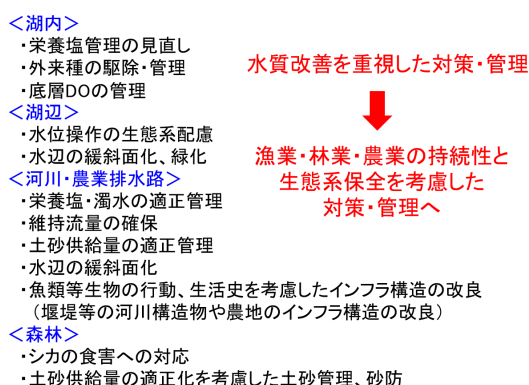 ＜湖内＞
・栄養塩管理の見直し
・外来種の駆除・管理
・底層DOの管理
＜湖辺＞
・水位操作の生態系配慮
・水辺の緩斜面化、緑化
＜河川・農業排水路＞
・栄養塩・濁水の適正管理
・維持流量の確保
・土砂供給量の適正管理
・水辺の緩斜面化
・魚類等生物の行動、生活史を考慮したインフラ構造の改良
（堰堤等の河川構造物や農地のインフラ構造の改良）
＜森林＞
・シカの食害への対応
・土砂供給量の適正化を考慮した土砂管理、砂防
水質改善を重視した対策・管理
漁業・林業・農業の持続性と
生態系保全を考慮した
対策・管理へ